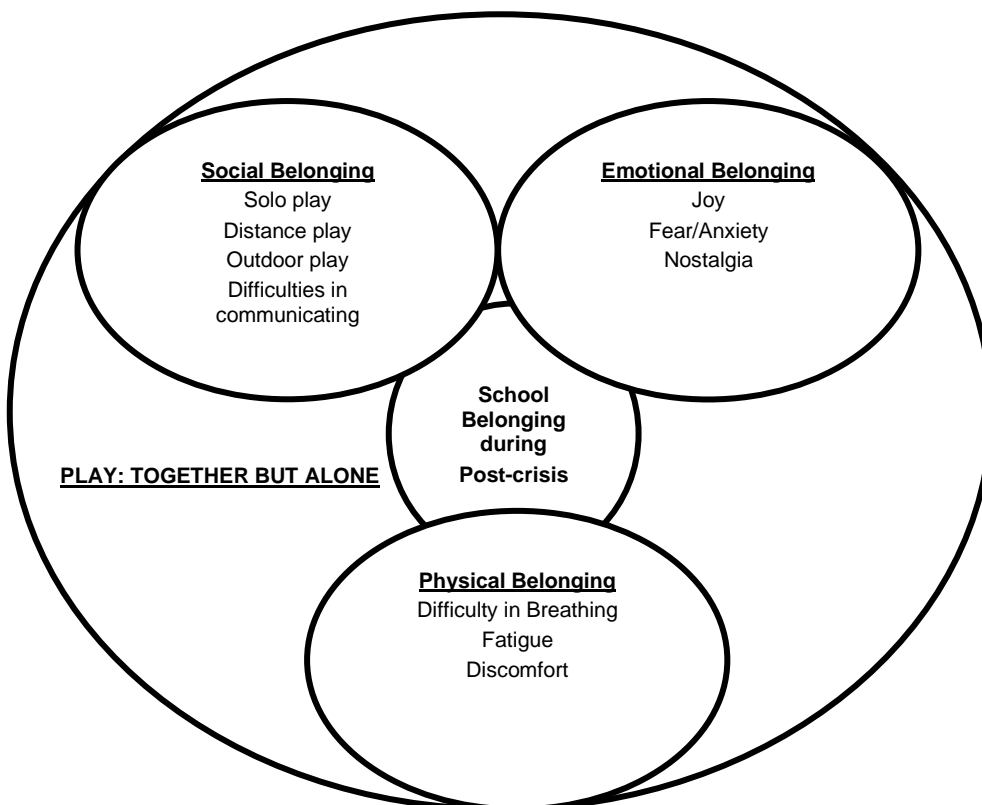 Social Belonging
Solo play
Distance play
Outdoor play
Difficulties in
communicating
Emotional Belonging
Joy
Fear/Anxiety
Nostalgia
School
Belonging
during
Post-crisis
PLAY: TOGETHER BUT ALONE
Physical Belonging
Difficulty in Breathing
Fatigue
Discomfort